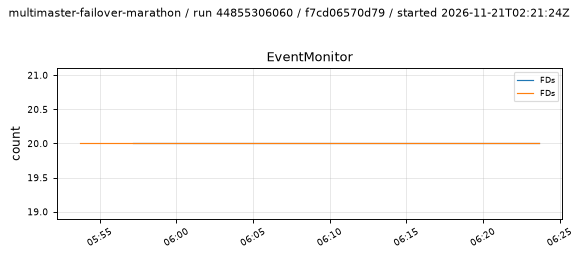 multimaster-failover-marathon / run 44855306060 / f7cd06570d79 / started 2026-11-21T02:21:24Z
EventMonitor
FDs
FDs
count
21.0
20.5
20.0
19.5
19.0
05:55
06:00
06:05
06:10
06:15
06:20
06:25